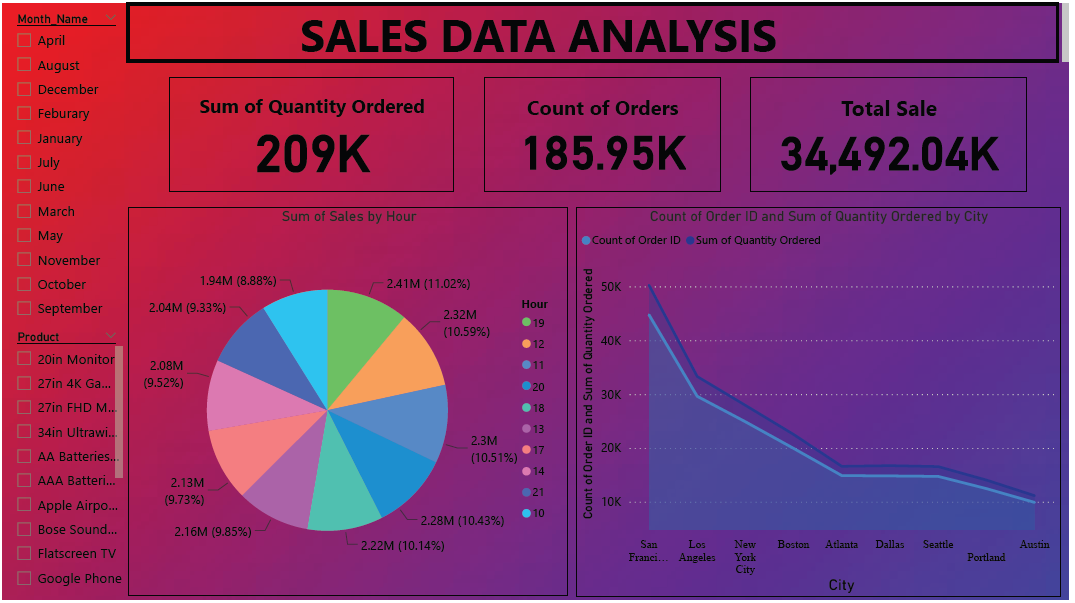 Month_Name
April
August
December
Feburary
January
July
June
March
May
November
October
September
Product
20in Monitor
27in 4K Ga...
27in FHD M...
34in Ultrawi...
AA Batteries...
AAA Batteri...
Apple Airpo...
Bose Sound...
Flatscreen TV
Google Phone
SALES DATA ANALYSIS
Sum of Quantity Ordered
209K
Count of Orders
185.95K
Total Sale
34,492.04K
Sum of Sales by Hour
2.41M (11.02%)
2.32M
(10.59%)
2.3M
(10.51%)
2.28M (10.43%)
2.22M (10.14%)
2.16M (9.85%)
2.13M
(9.73%)
2.08M
(9.52%)
2.04M (9.33%)
1.94M (8.88%)
Hour
19
12
11
20
18
13
17
14
21
10
Count of Order ID and Sum of Quantity Ordered by City
Count of Order ID Sum of Quantity Ordered
Count of Order ID and Sum of Quantity Ordered
50K
40K
30K
20K
10K
San
Franci...
Los
Angeles
New
York
City
Boston
Atlanta
Dallas
Seattle
Portland
Austin
City